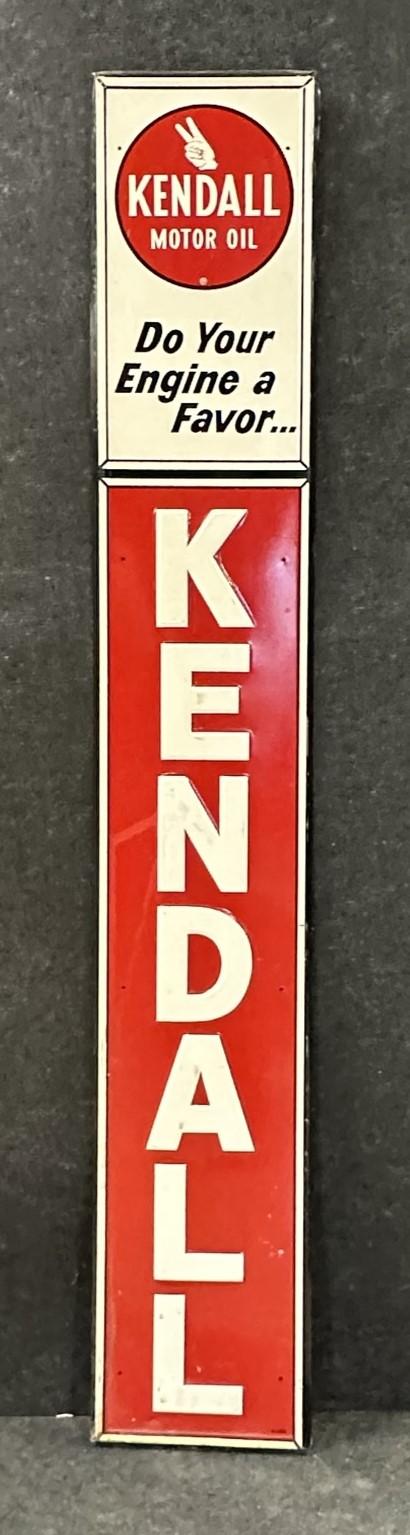 KENDALL
MOTOR OIL
Do Your
Engine a
Favor...
KENDALL